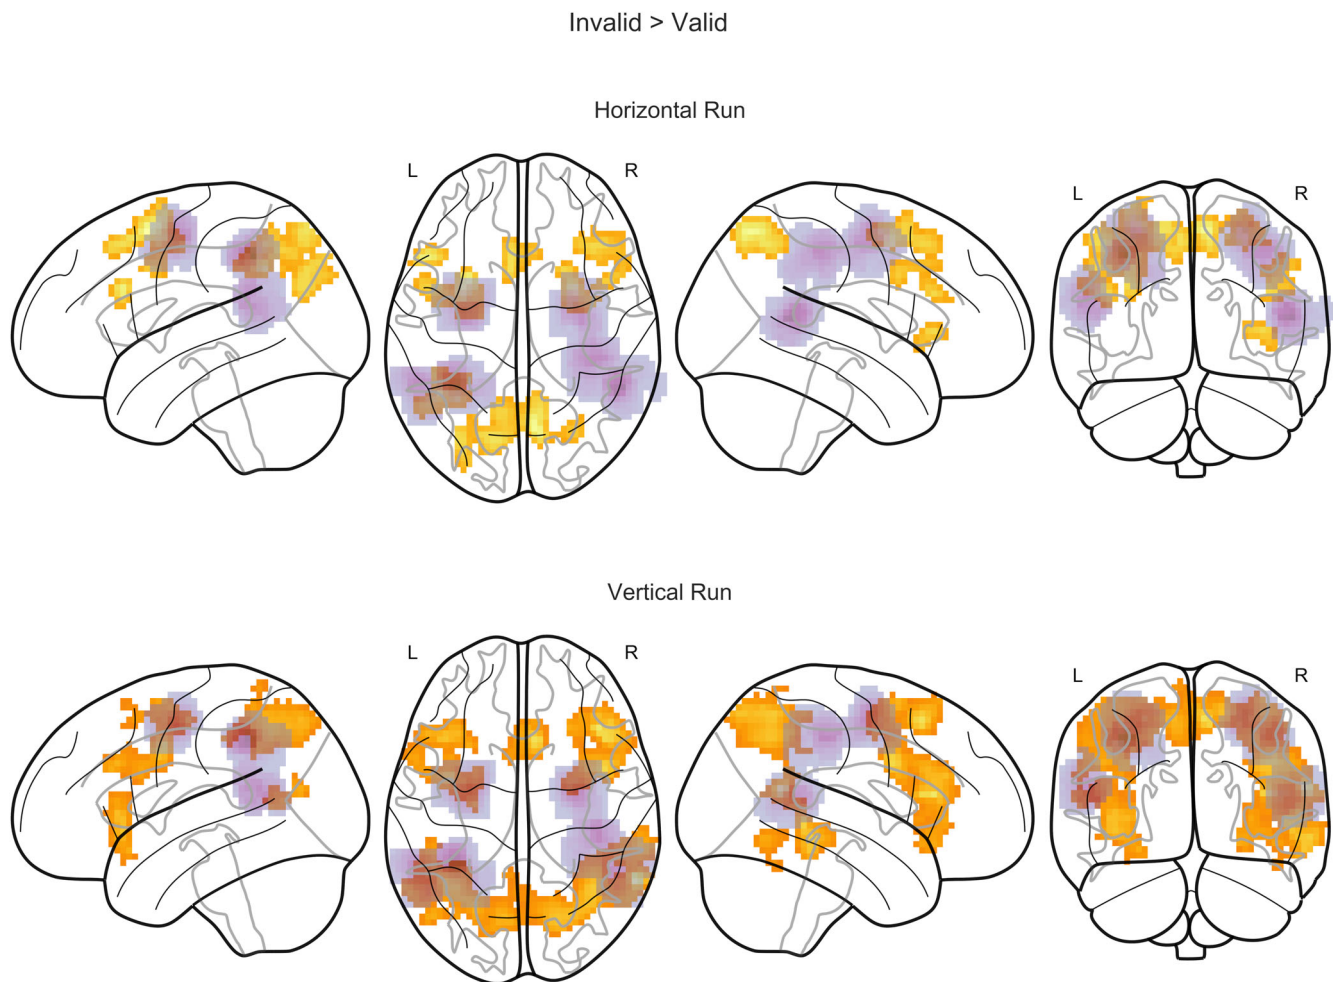 Invalid > Valid
Horizontal Run
L R L R
Vertical Run
L R L R